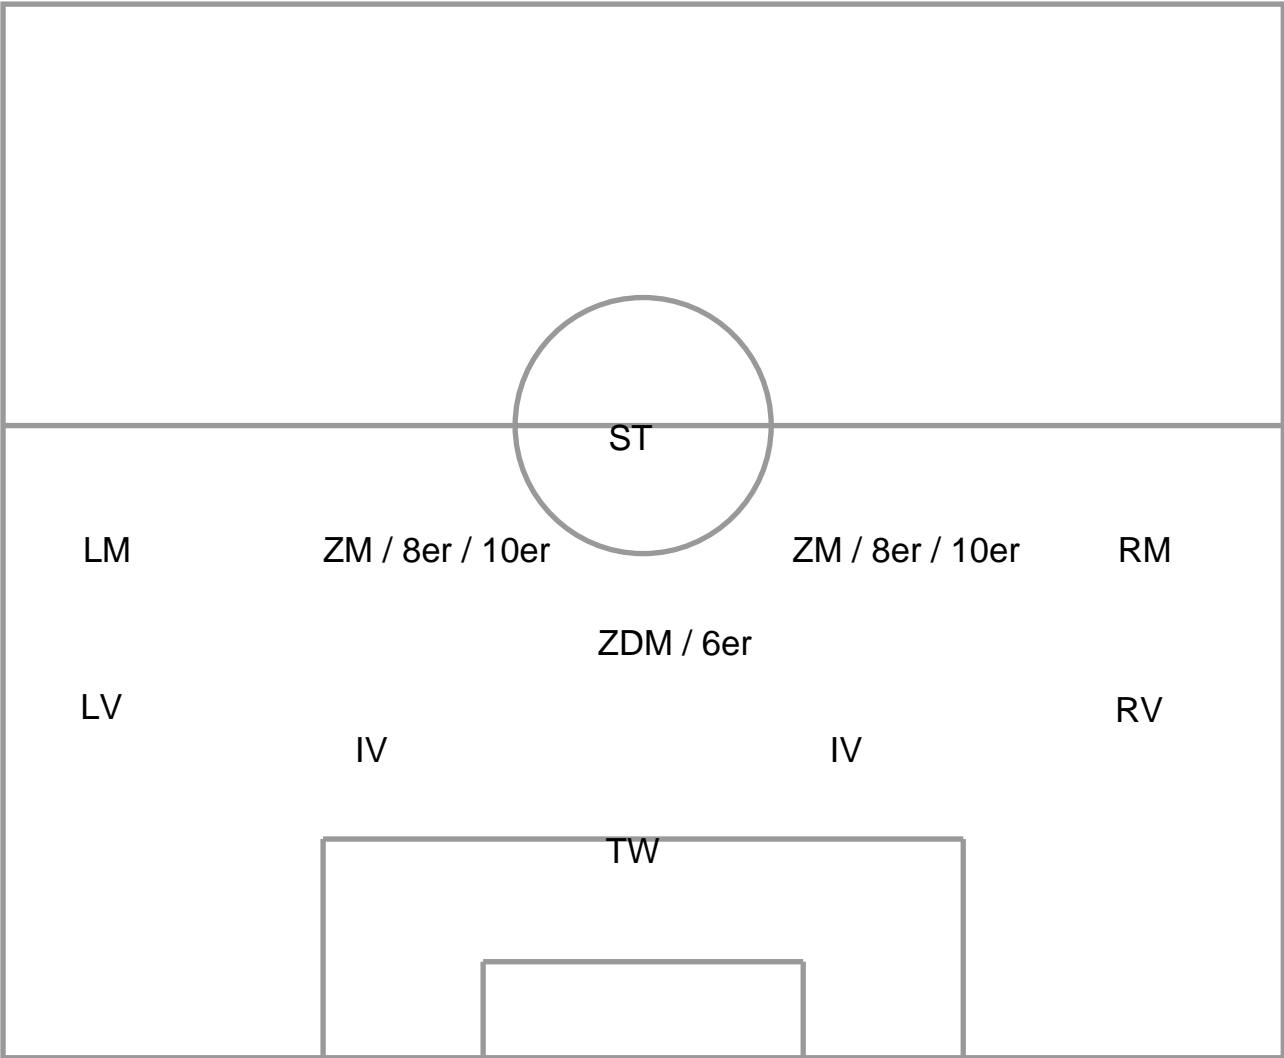 ST
LM ZM / 8er / 10er ZM / 8er / 10er RM
ZDM / 6er
LV RV
IV IV
TW